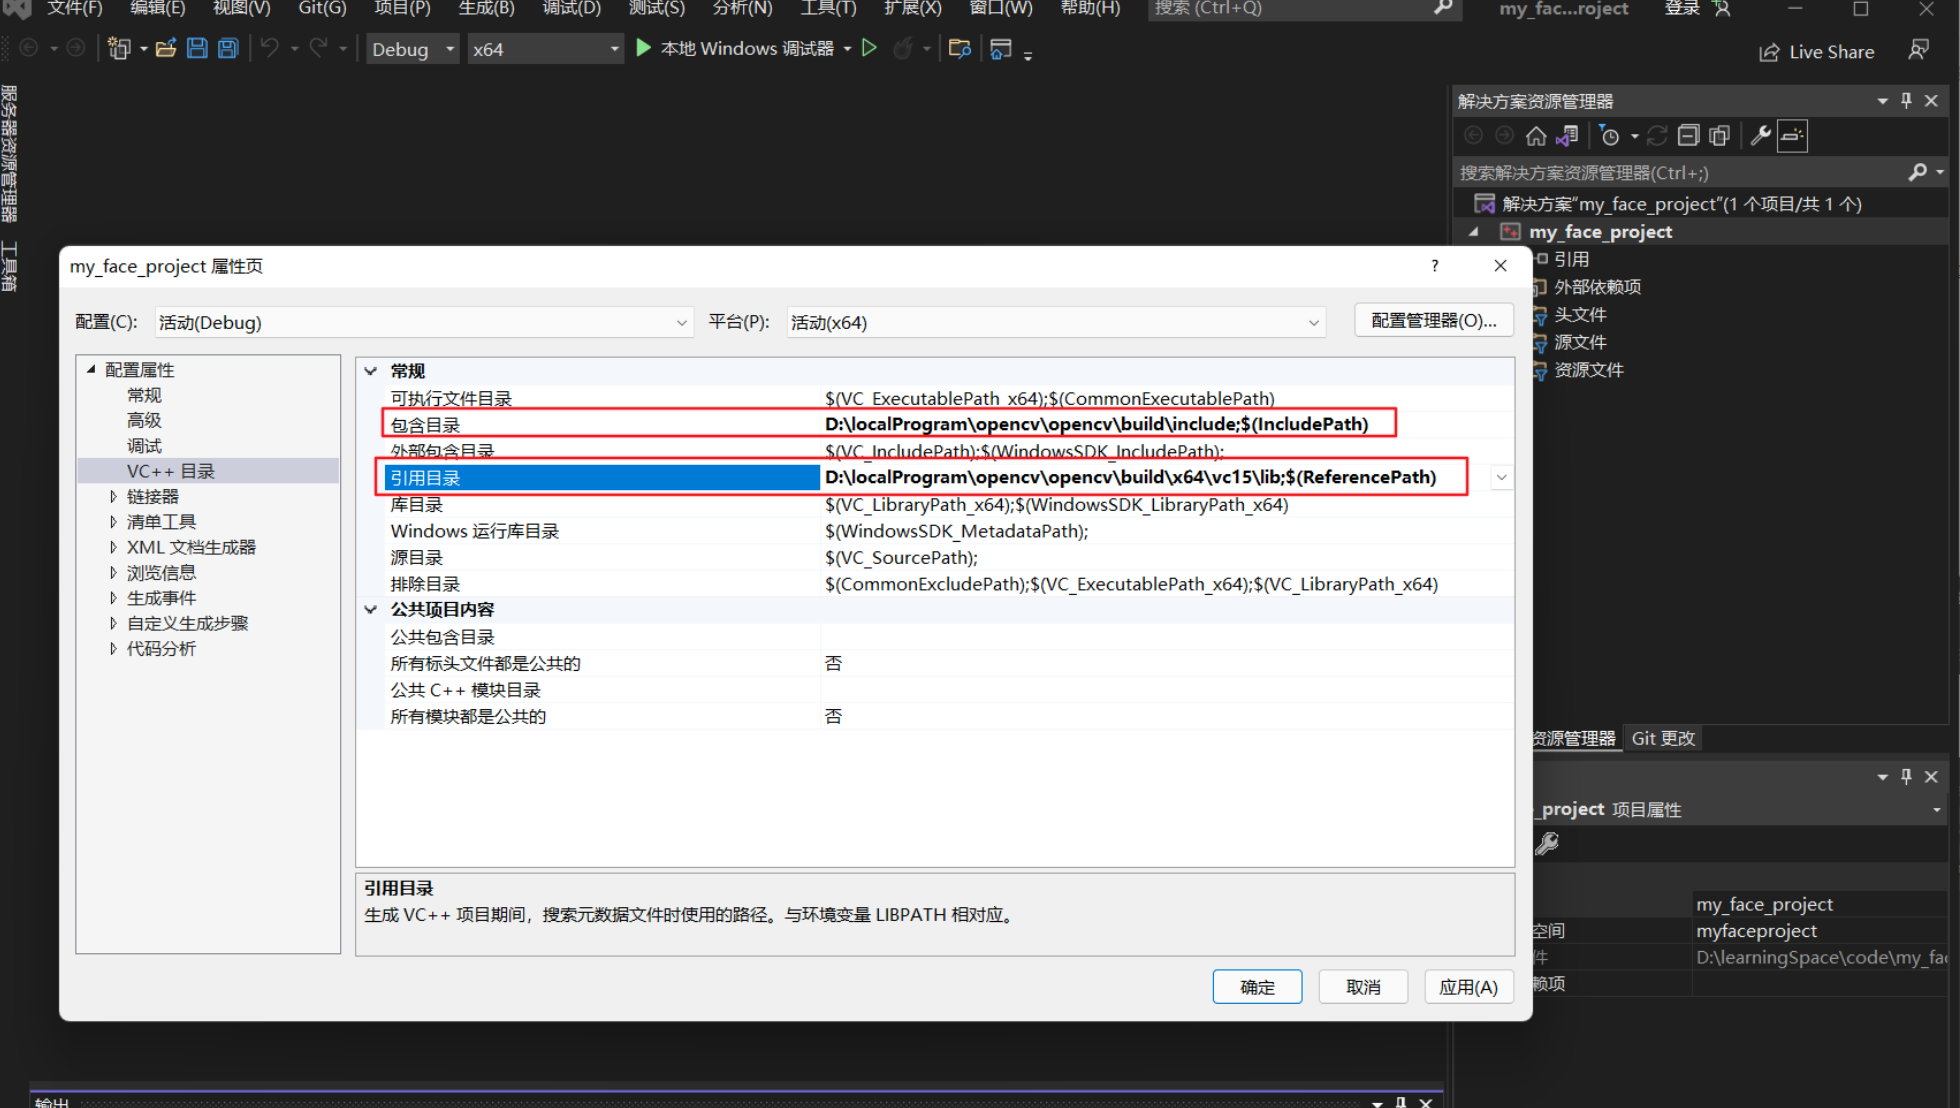 文件(F) 编辑(E) 视图(V) Git(G) 项目(P) 生成(B) 调试(D) 测试(S) 分析(N) 工具(T) 扩展(X) 窗口(W) 帮助(H) 搜索 (Ctrl+Q) my_fac...roject 登录
Debug x64 本地 Windows 调试器 Live Share
服务器资源管理器
工具箱
解决方案资源管理器
搜索解决方案资源管理器(Ctrl+;)
解决方案"my_face_project"(1 个项目/共 1 个)
my_face_project
引用
外部依赖项
头文件
源文件
资源文件
my_face_project 属性页
?
配置(C): 活动(Debug) 平台(P): 活动(x64) 配置管理器(O)...
配置属性
常规
高级
调试
VC++ 目录
链接器
清单工具
XML 文档生成器
浏览信息
生成事件
自定义生成步骤
代码分析
常规
可执行文件目录 $(VC_ExecutablePath_x64);$(CommonExecutablePath)
包含目录 D:\localProgram\opencv\opencv\build\include;$(IncludePath)
外部包含目录 $(VC_IncludePath);$(WindowsSDK_IncludePath);
引用目录 D:\localProgram\opencv\opencv\build\x64\vc15\lib;$(ReferencePath)
库目录 $(VC_LibraryPath_x64);$(WindowsSDK_LibraryPath_x64)
Windows 运行库目录 $(WindowsSDK_MetadataPath);
源目录 $(VC_SourcePath);
排除目录 $(CommonExcludePath);$(VC_ExecutablePath_x64);$(VC_LibraryPath_x64)
公共项目内容
公共包含目录
所有标头文件都是公共的 否
公共 C++ 模块目录
所有模块都是公共的 否
引用目录
生成 VC++ 项目期间，搜索元数据文件时使用的路径。与环境变量 LIBPATH 相对应。
确定 取消 应用(A)
资源管理器 Git 更改
_project 项目属性
my_face_project
空间 myfaceproject
件 D:\learningSpace\code\my_fac
赖项
输出